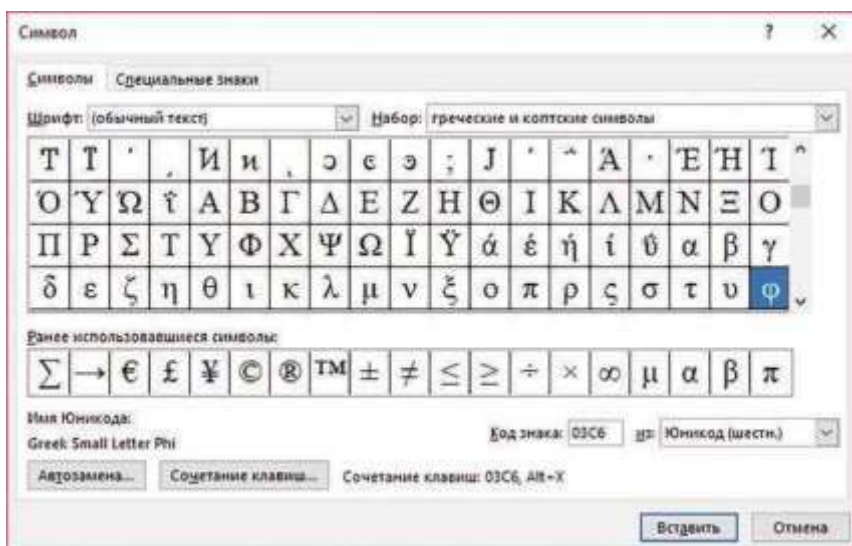 Символ ? ×
Символы Специальные знаки
Шрифт: (обычный текст) Набор: греческие и коптские символы
Ͳ ͳ ʹ ͵ Ͷ ͷ ͺ ͻ ͼ ͽ ; Ϳ ΄ ΅ Ά · Έ Ή Ί
Ό Ύ Ώ ΐ Α Β Γ Δ Ε Ζ Η Θ Ι Κ Λ Μ Ν Ξ Ο
Π Ρ Σ Τ Υ Φ Χ Ψ Ω Ϊ Ϋ ά έ ή ί ΰ α β γ
δ ε ζ η θ ι κ λ μ ν ξ ο π ρ ς σ τ υ φ
Ранее использовавшиеся символы:
∑ → € £ ¥ © ® ™ ± ≠ ≤ ≥ ÷ × ∞ µ α β π
Имя Юникода:
Greek Small Letter Phi
Код знака: 03C6 из: Юникод (шестн.)
Автозамена... Сочетание клавиш... Сочетание клавиш: 03C6, Alt+X
Вставить Отмена